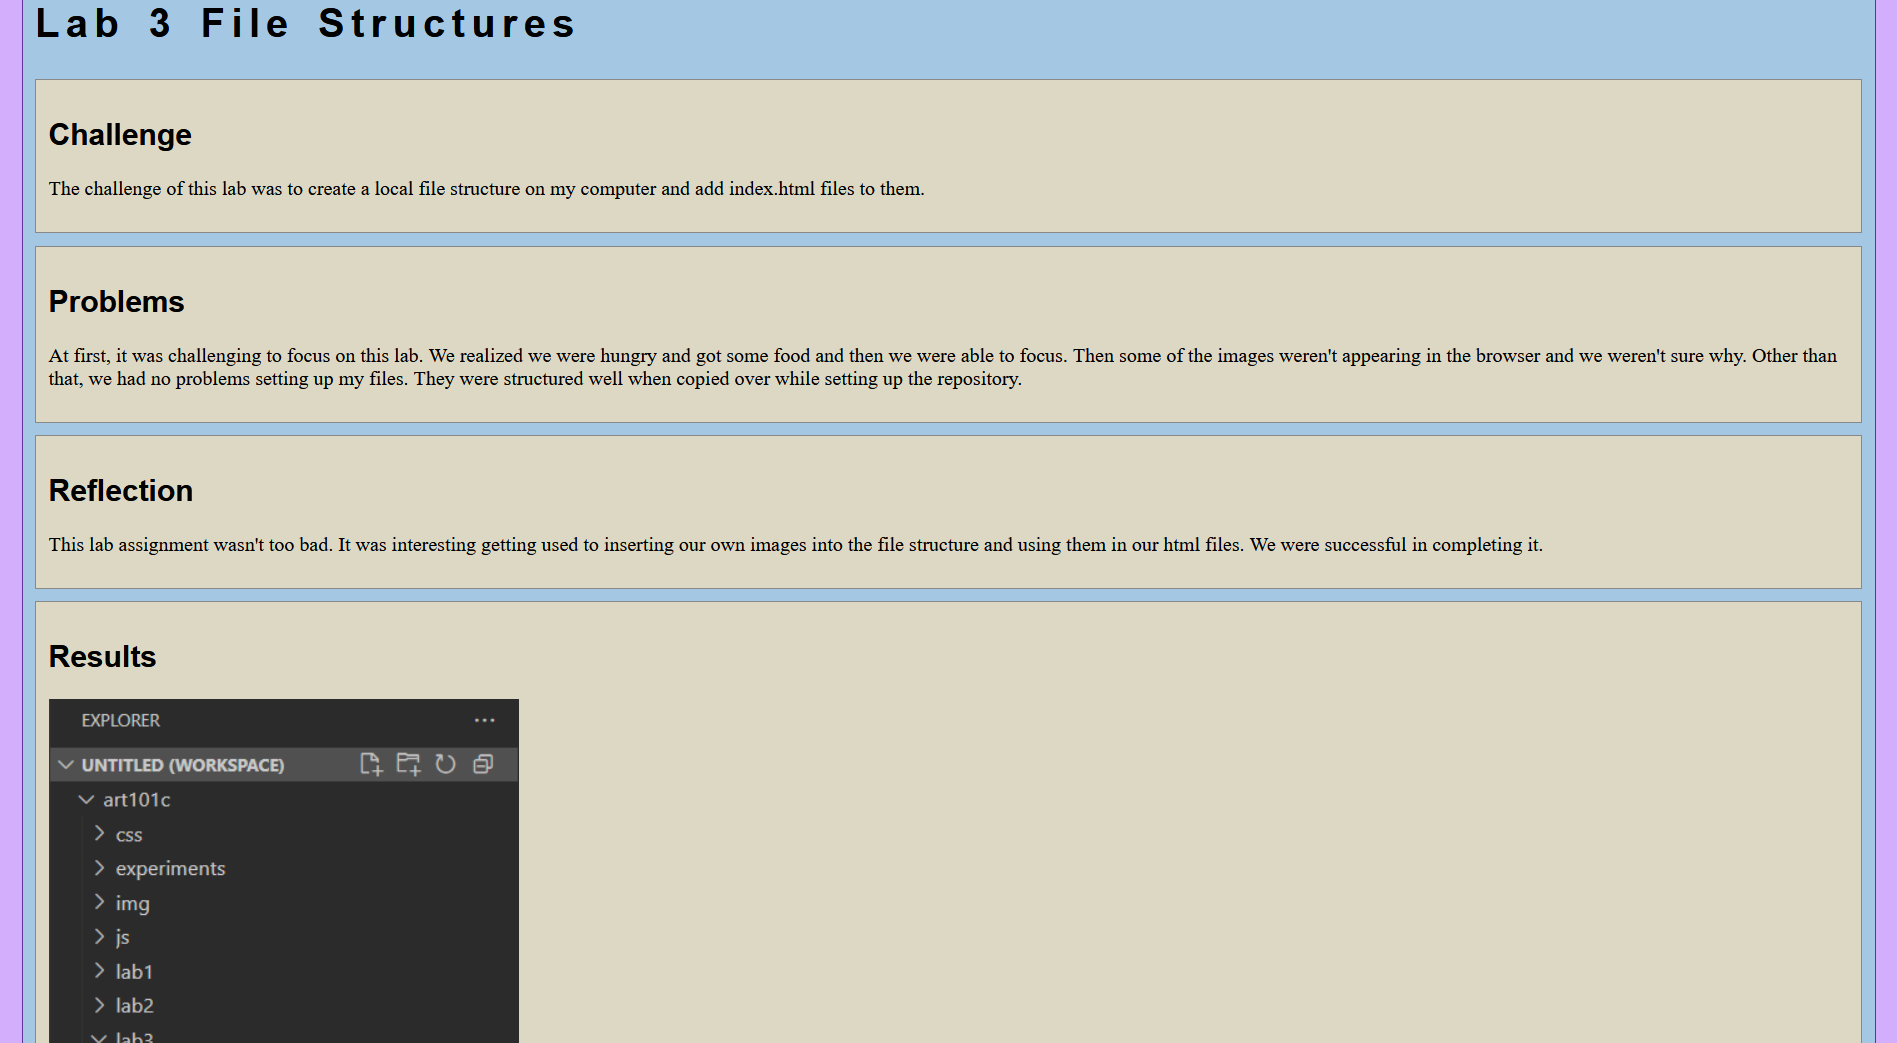 Lab 3 File Structures
Challenge
The challenge of this lab was to create a local file structure on my computer and add index.html files to them.
Problems
At first, it was challenging to focus on this lab. We realized we were hungry and got some food and then we were able to focus. Then some of the images weren't appearing in the browser and we weren't sure why. Other than
that, we had no problems setting up my files. They were structured well when copied over while setting up the repository.
Reflection
This lab assignment wasn't too bad. It was interesting getting used to inserting our own images into the file structure and using them in our html files. We were successful in completing it.
Results
EXPLORER
UNTITLED (WORKSPACE)
art101c
css
experiments
img
js
lab1
lab2
lab3